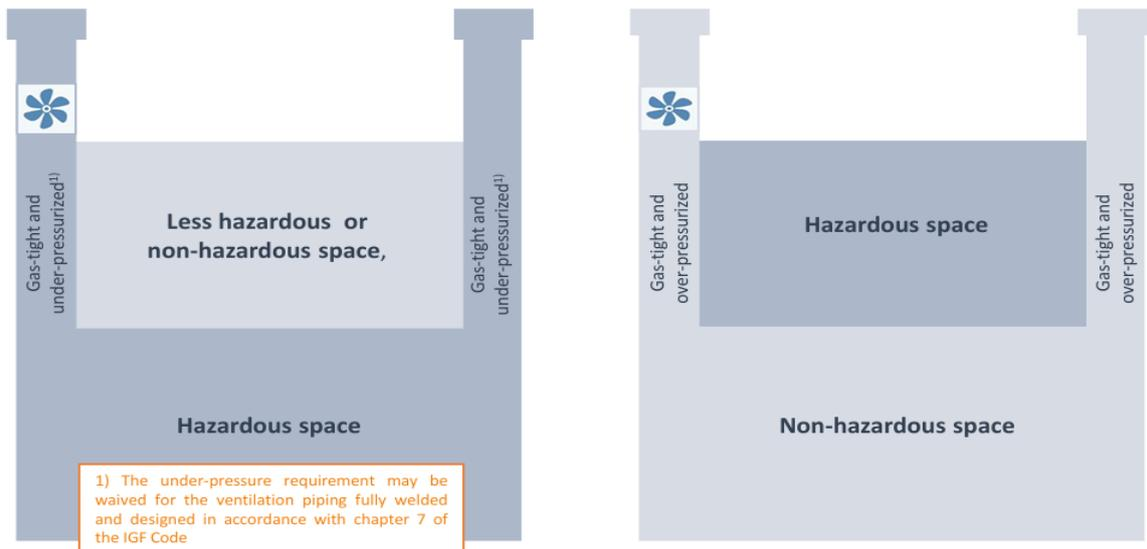 Gas-tight and
under-pressurized1)
Less hazardous or
non-hazardous space,
Gas-tight and
under-pressurized1)
Hazardous space
1) The under-pressure requirement may be
waived for the ventilation piping fully welded
and designed in accordance with chapter 7 of
the IGF Code
Gas-tight and
over-pressurized
Hazardous space
Gas-tight and
over-pressurized
Non-hazardous space